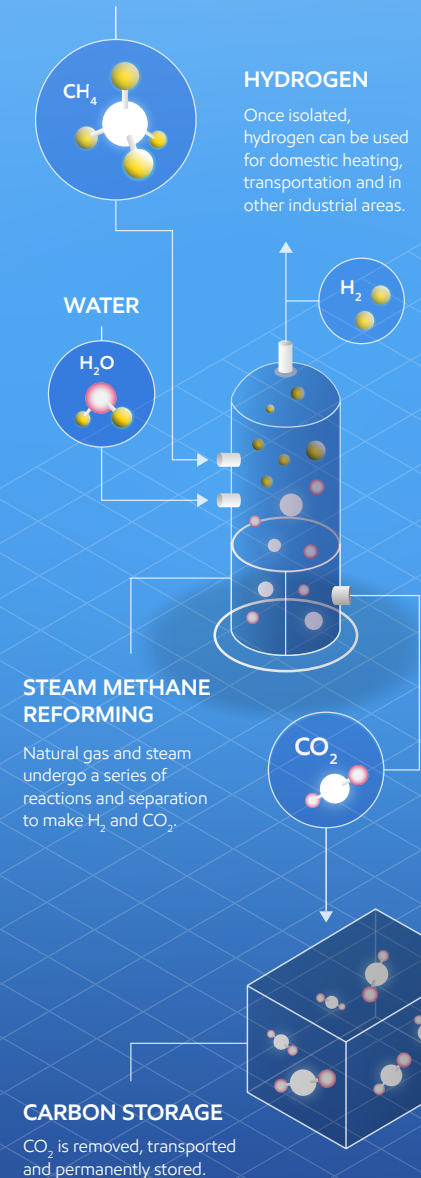 CH₄
HYDROGEN
Once isolated,
hydrogen can be used
for domestic heating,
transportation and in
other industrial areas.
H₂
WATER
H₂O
STEAM METHANE
REFORMING
Natural gas and steam
undergo a series of
reactions and separation
to make H₂ and CO₂.
CO₂
CARBON STORAGE
CO₂ is removed, transported
and permanently stored.